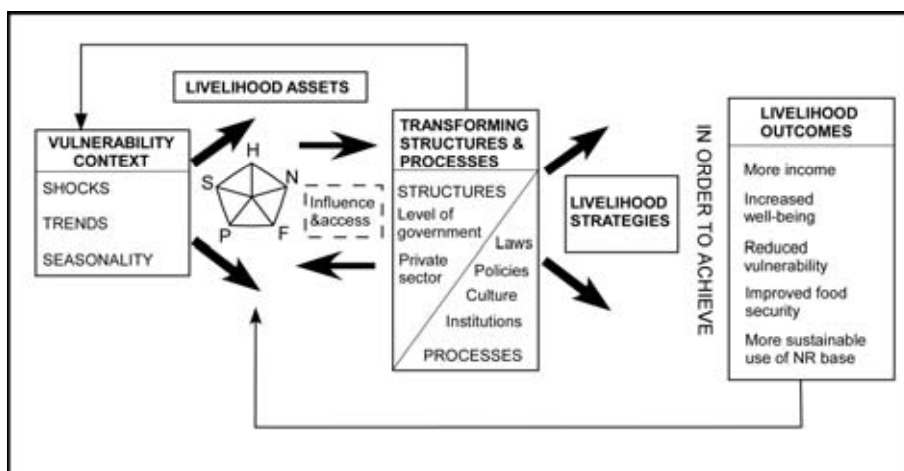 LIVELIHOOD ASSETS
VULNERABILITY
CONTEXT
SHOCKS
TRENDS
SEASONALITY
H
S
N
P
F
Influence
&access
TRANSFORMING
STRUCTURES &
PROCESSES
STRUCTURES
Level of
government
Private
sector
Laws
Policies
Culture
Institutions
PROCESSES
LIVELIHOOD
STRATEGIES
IN ORDER TO ACHIEVE
LIVELIHOOD
OUTCOMES
More income
Increased
well-being
Reduced
vulnerability
Improved food
security
More sustainable
use of NR base